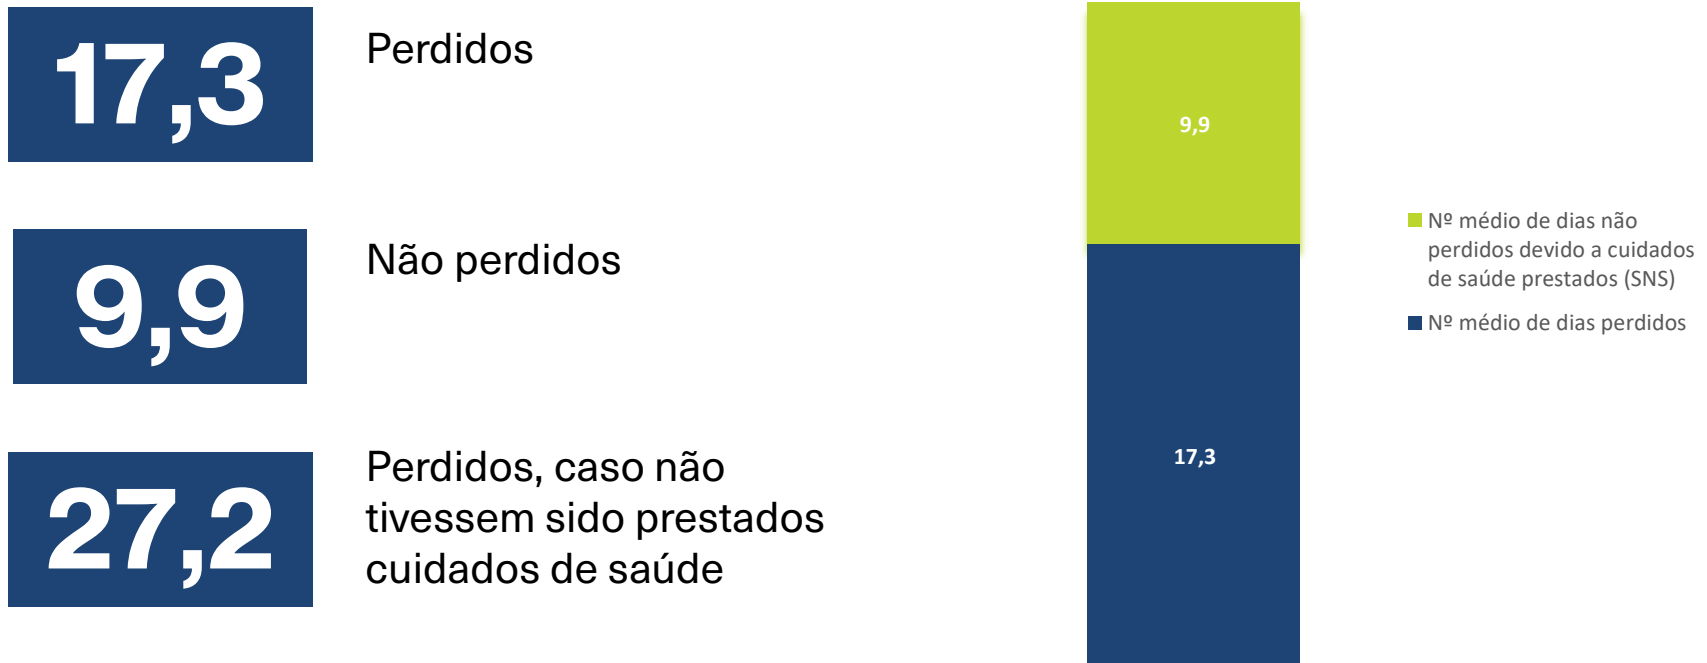 17,3
Perdidos
9,9
Não perdidos
27,2
Perdidos, caso não
tivessem sido prestados
cuidados de saúde
9,9
17,3
Nº médio de dias não
perdidos devido a cuidados
de saúde prestados (SNS)
Nº médio de dias perdidos